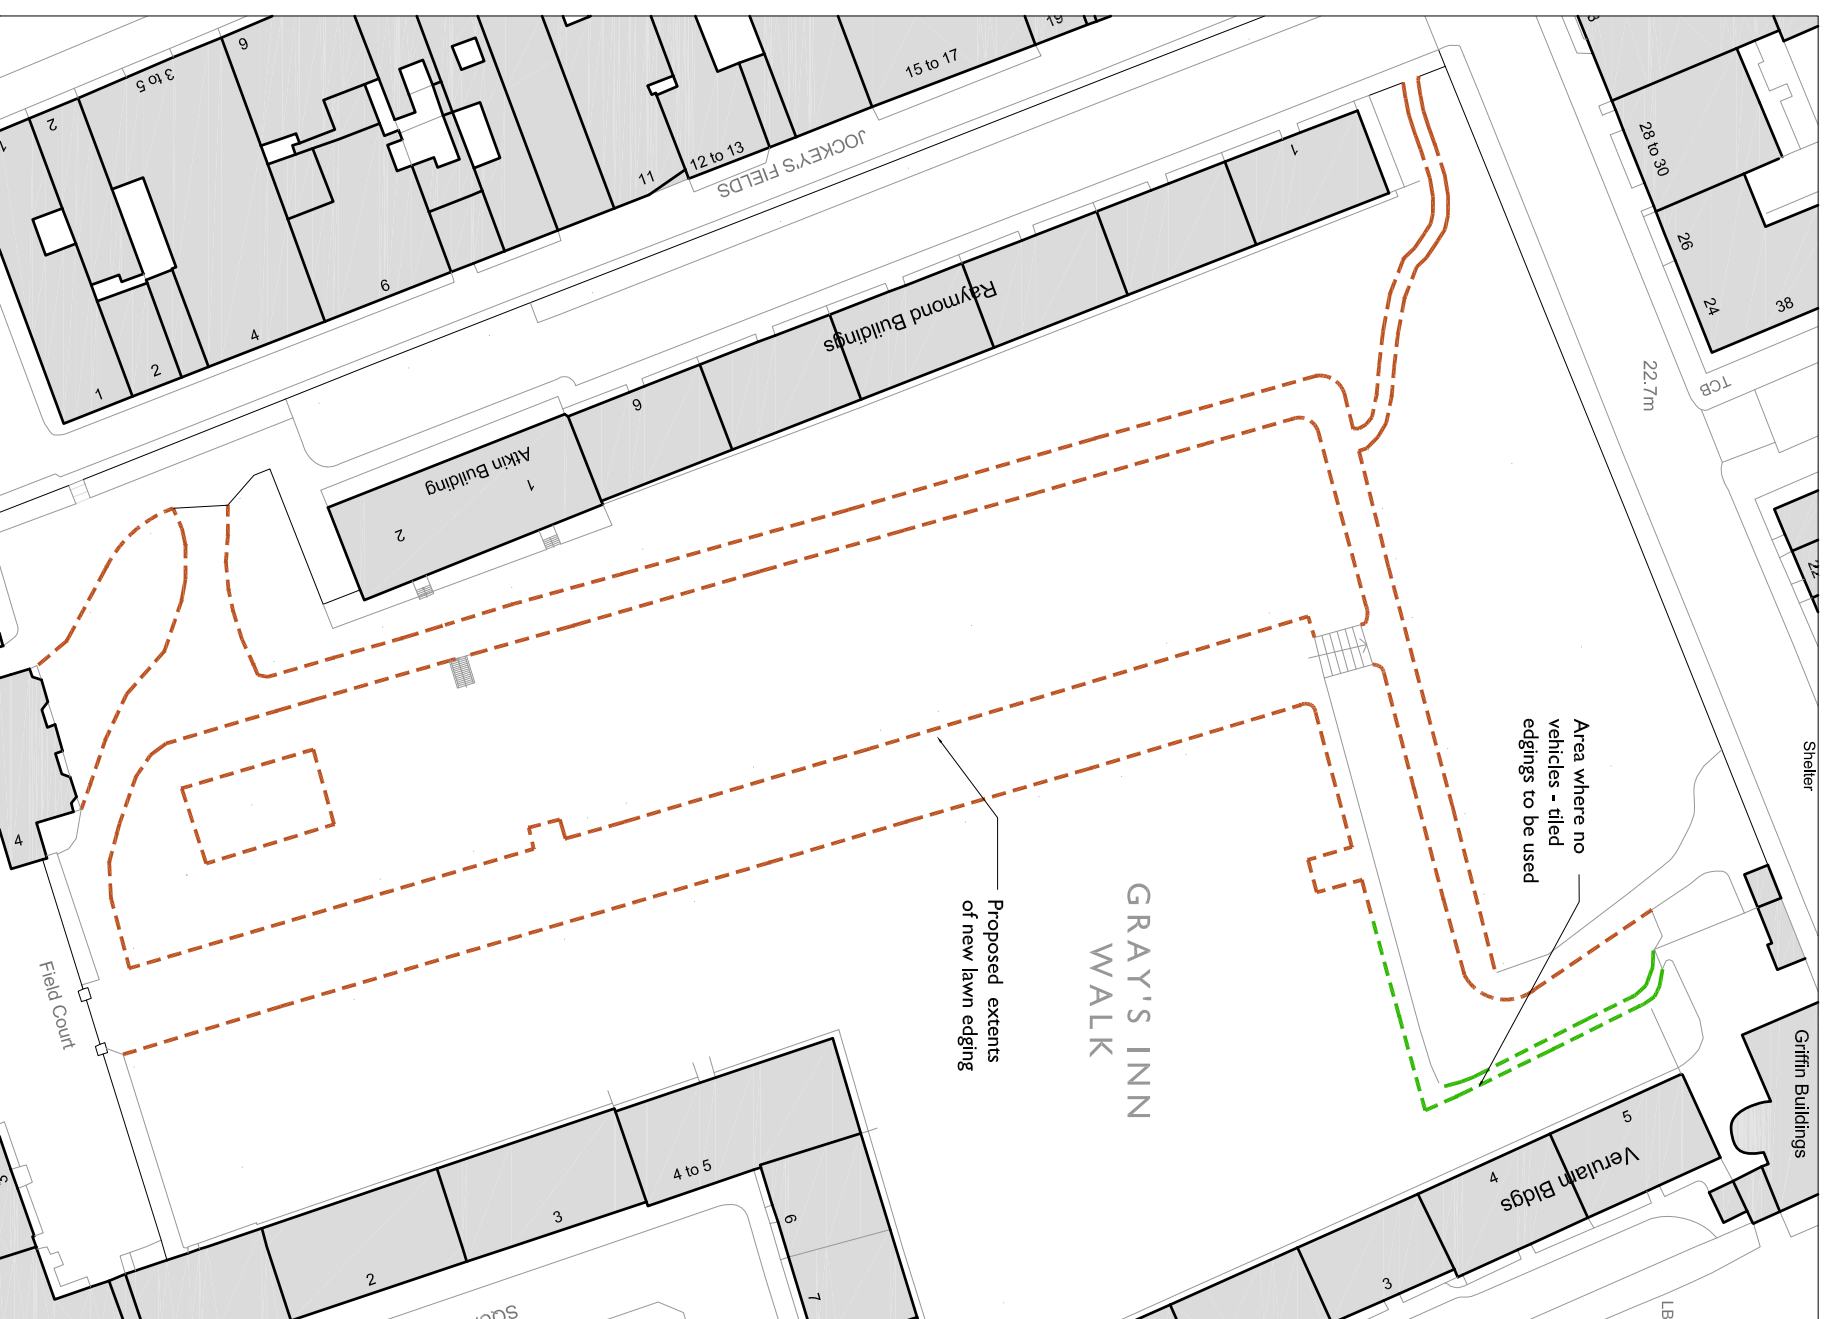 1
2
3 to 5
9
19
15 to 17
12 to 13
11
JOCKEY'S FIELDS
6
4
2
1
1
Raymond Buildings
6
Atkin Building
1
2
28 to 30
26
24
38
TCB
22.7m
22
Shelter
Area where no
vehicles - tiled
edgings to be used
Proposed extents
of new lawn edging
GRAY'S INN
WALK
4
Field Court
3
Griffin Buildings
5
Verulam Bldgs
4
3
4 to 5
3
2
6
7
LB